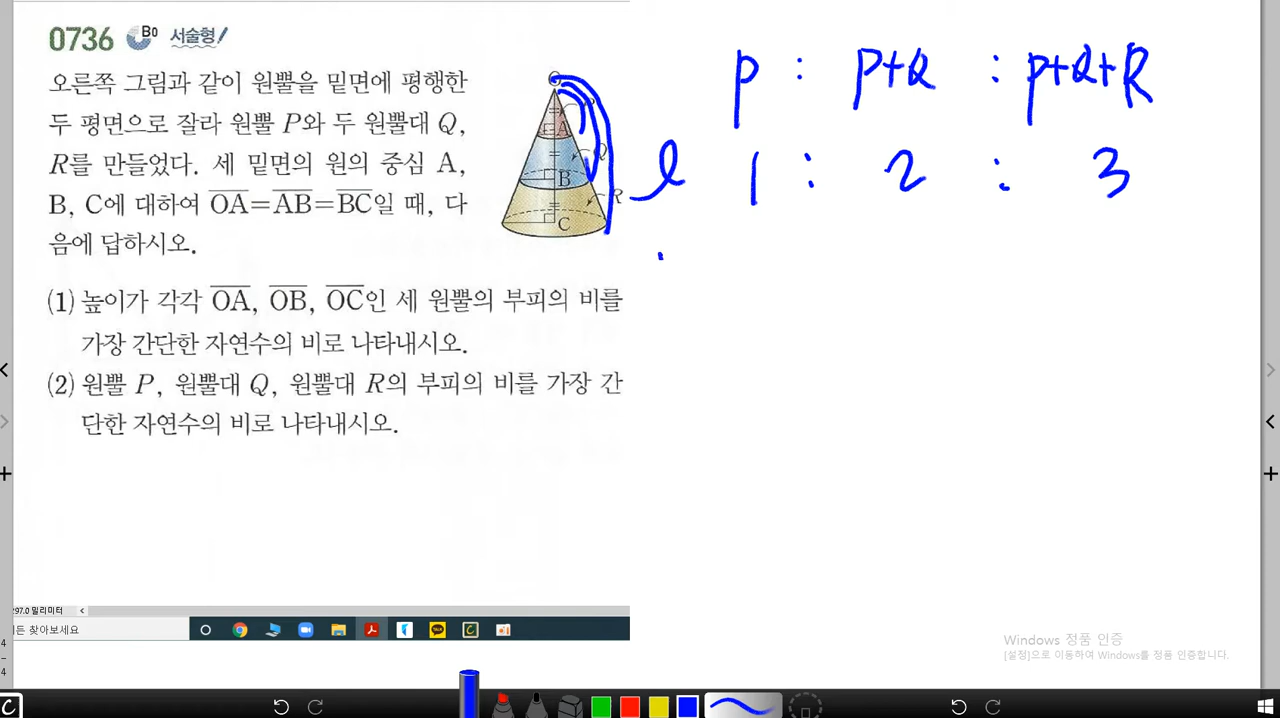 0736 B0 서술형
오른쪽 그림과 같이 원뿔을 밑면에 평행한
두 평면으로 잘라 원뿔 P와 두 원뿔대 Q,
R를 만들었다. 세 밑면의 원의 중심 A,
B, C에 대하여 OA=AB=BC일 때, 다
음에 답하시오.
(1) 높이가 각각 OA, OB, OC인 세 원뿔의 부피의 비를
가장 간단한 자연수의 비로 나타내시오.
(2) 원뿔 P, 원뿔대 Q, 원뿔대 R의 부피의 비를 가장 간
단한 자연수의 비로 나타내시오.
O
A
Q
B
R
C
P : P+Q : P+Q+R
l 1 : 2 : 3
297.0 밀리미터
든 찾아보세요
Windows 정품 인증
[설정]으로 이동하여 Windows를 정품 인증합니다.